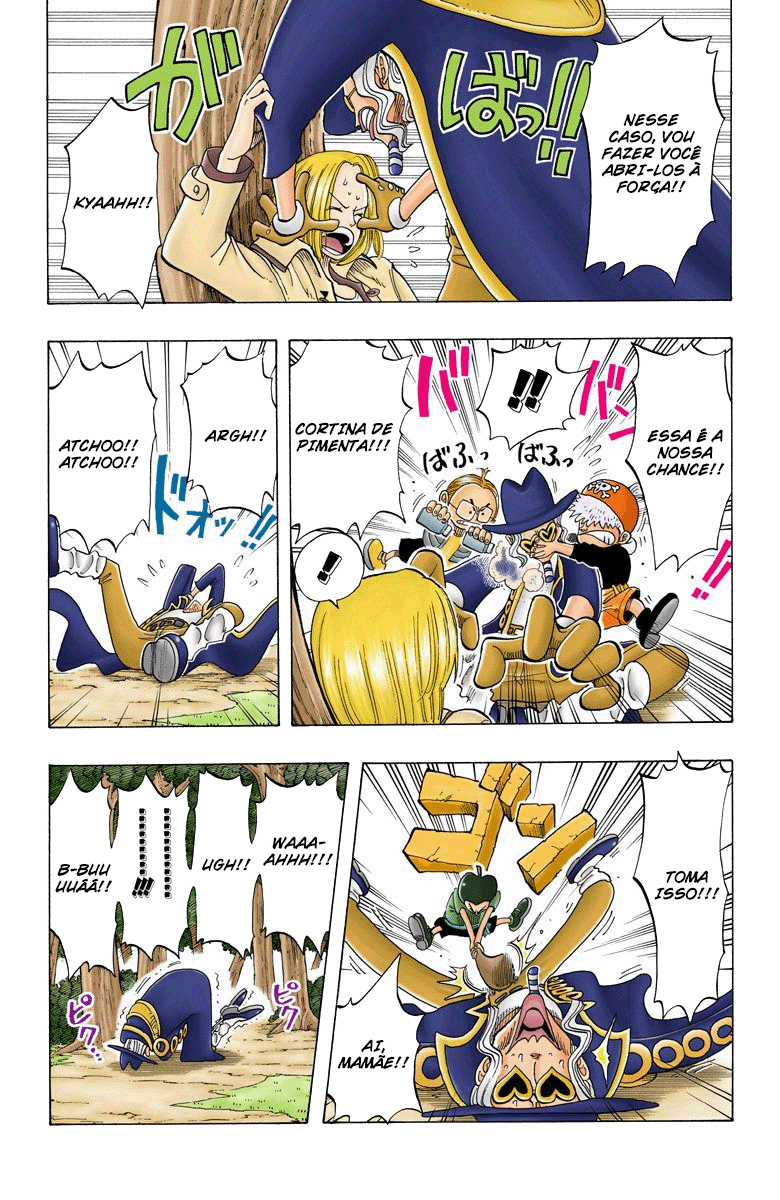 NESSE
CASO, VOU
FAZER VOCÊ
ABRI-LOS À
FORÇA!!
ばっ!!
が
KYAAHH!!
ESSA É A
NOSSA
CHANCE!!
バン
!!
!!
バ
ばふっ
ばふっ
CORTINA DE
PIMENTA!!!
!
ARGH!!
ATCHOO!!
ATCHOO!!
ドオッ!!
TOMA
ISSO!!!
ゴン
AI,
MAMÃE!!
WAAA-
AHHH!!!
UGH!!
!!!
B-BUU
UUÃÃ!!
ピク
ピク...